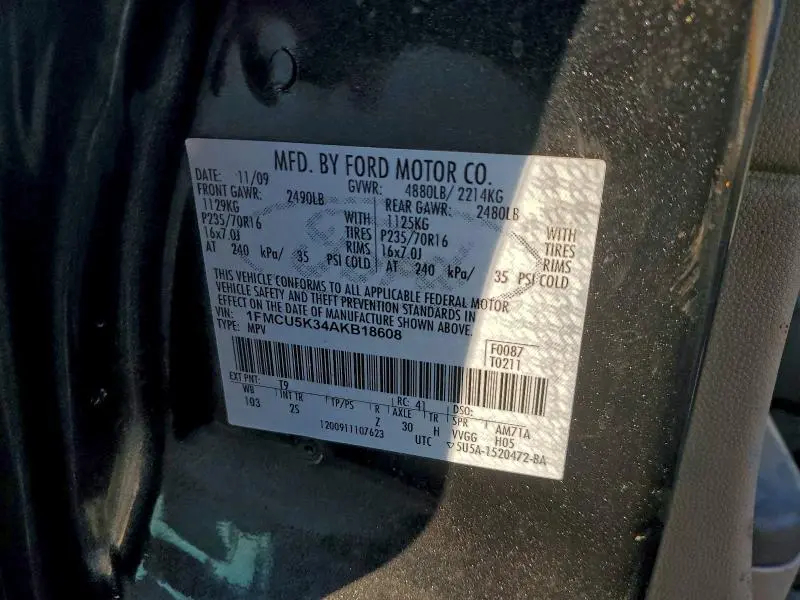 MFD. BY FORD MOTOR CO.
DATE: 11/09 GVWR: 4880LB/ 2214KG
FRONT GAWR: 2490LB REAR GAWR: 2480LB
1129KG WITH 1125KG WITH
P235/70R16 TIRES P235/70R16 TIRES
16x7.0J RIMS 16x7.0J RIMS
AT 240 kPa/ 35 PSI COLD AT 240 kPa/ 35 PSI COLD
THIS VEHICLE CONFORMS TO ALL APPLICABLE FEDERAL MOTOR
VEHICLE SAFETY AND THEFT PREVENTION STANDARDS IN
EFFECT ON THE DATE OF MANUFACTURE SHOWN ABOVE.
VIN: 1FMCU5K34AKB18608
TYPE: MPV
F0087
T0211
EXT PNT: T9 RC: 41 DSO:
WB INT TR TP/PS R AXLE TR SPR AM71A
103 25 Z 30 H VVGG H05
1200911107623 UTC 5U5A-1520472-BA